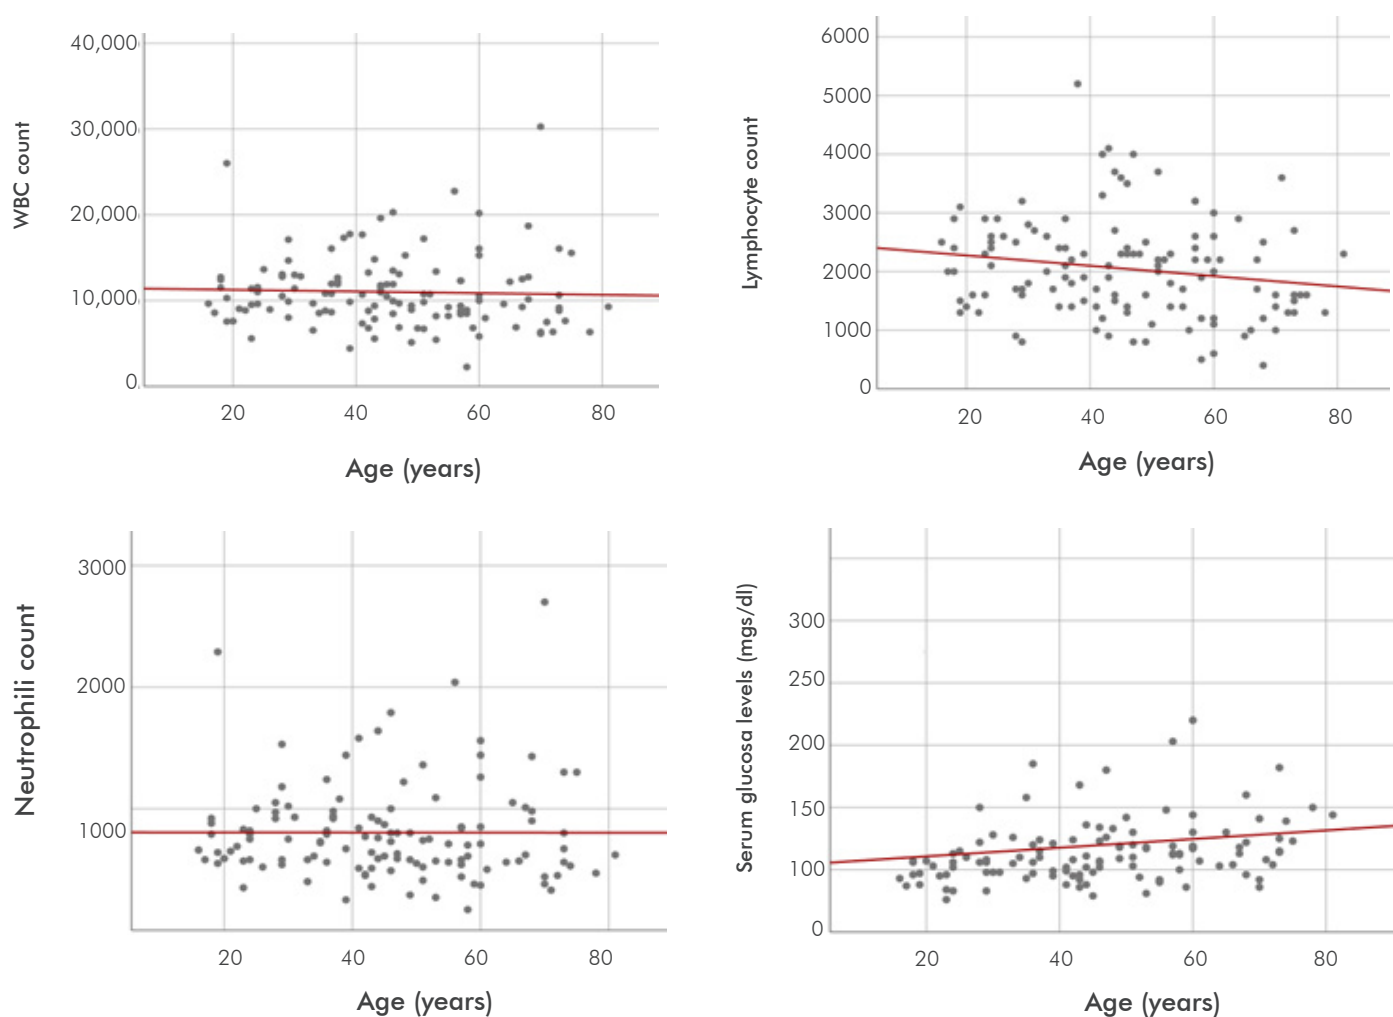 WBC count
40,000
30,000
20,000
10,000
0
20 40 60 80
Age (years)
Lymphocyte count
6000
5000
4000
3000
2000
1000
0
20 40 60 80
Age (years)
Neutrophili count
3000
2000
1000
20 40 60 80
Age (years)
Serum glucosa levels (mgs/dl)
300
250
200
150
100
0
20 40 60 80
Age (years)